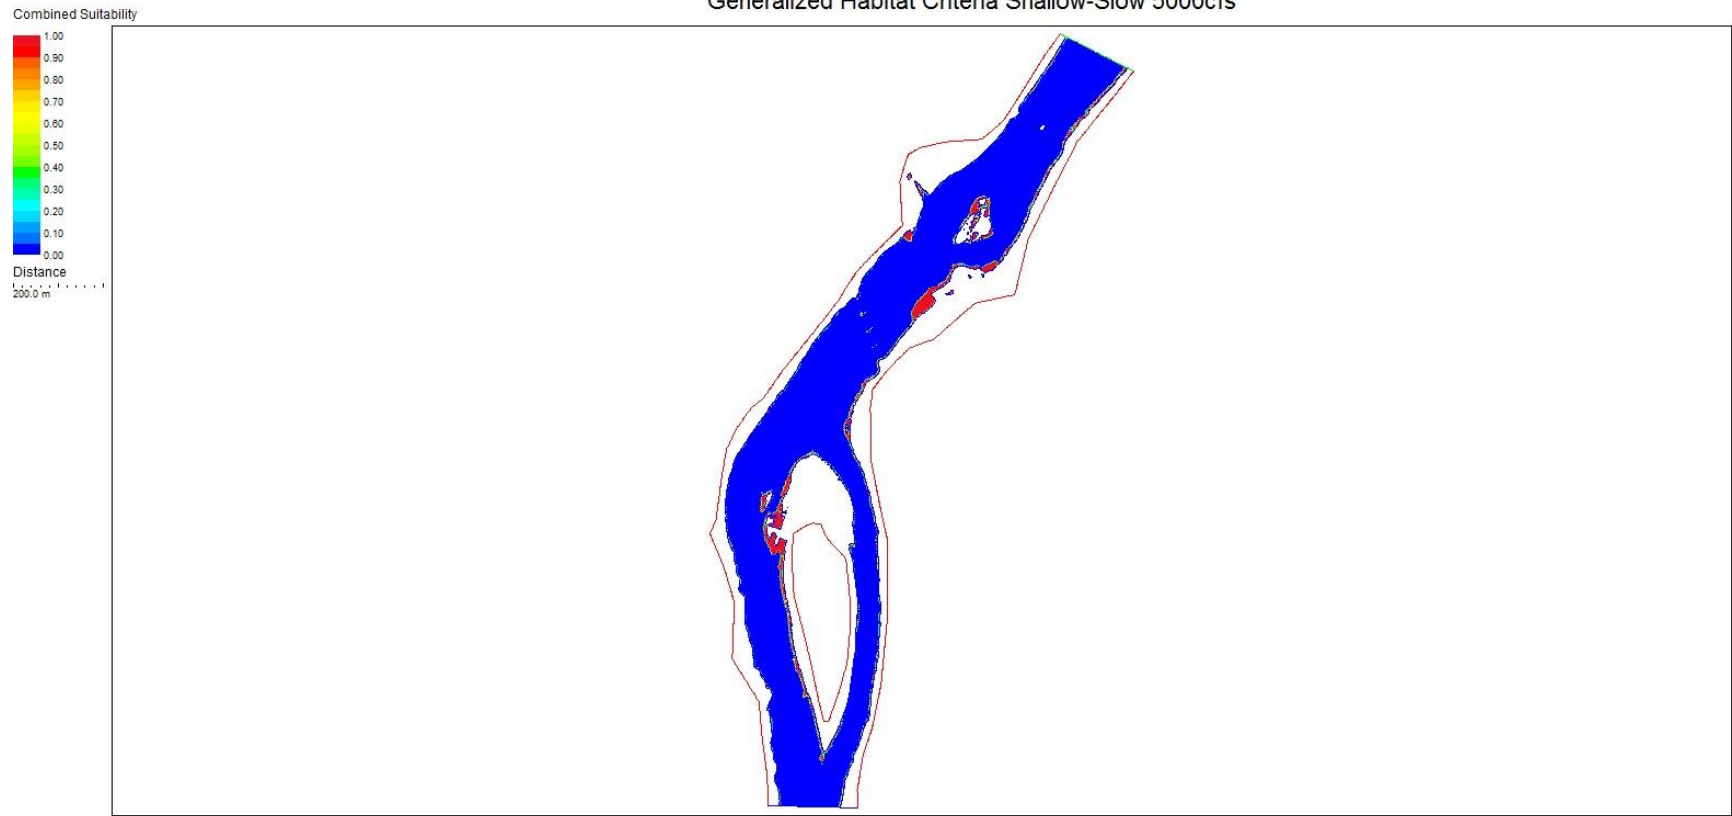 Generalized Habitat Criteria Shallow-Slow 5000cfs
Combined Suitability
1.00
0.90
0.80
0.70
0.60
0.50
0.40
0.30
0.20
0.10
0.00
Distance
200.0 m